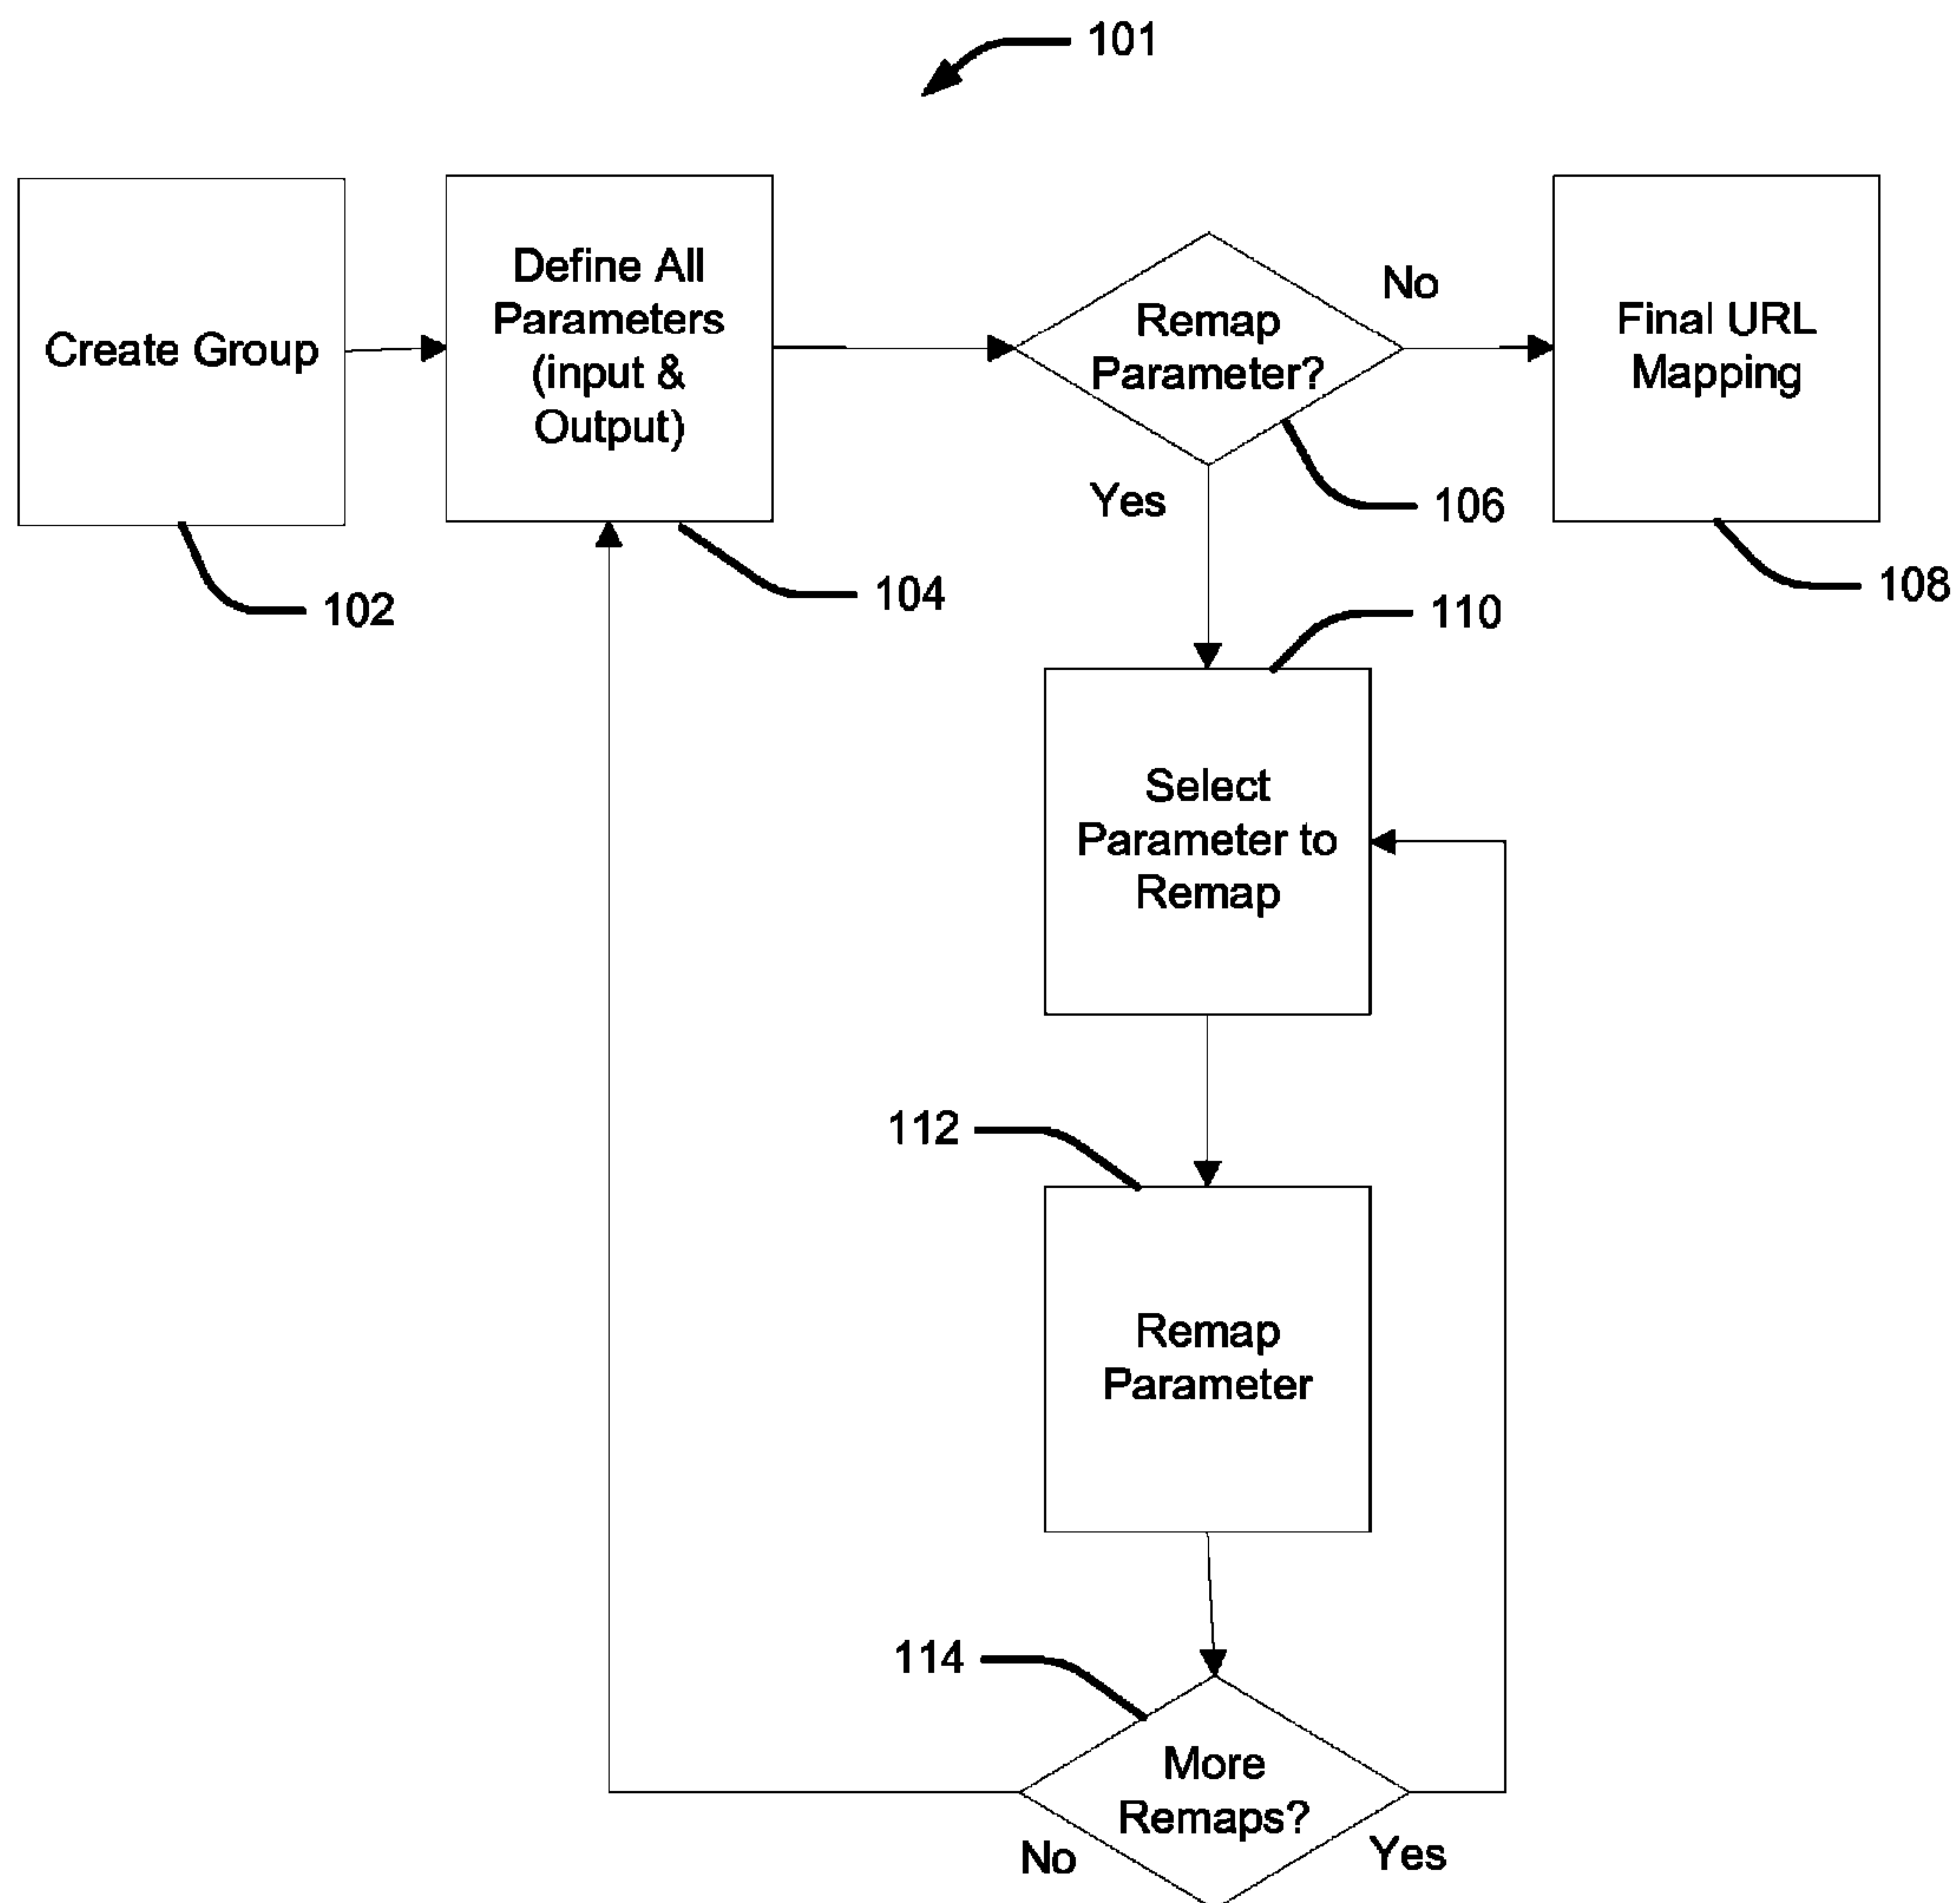 101
Create Group
Define All
Parameters
(input &
Output)
Remap
Parameter?
No
Final URL
Mapping
Yes
106
102
104
108
110
Select
Parameter to
Remap
112
Remap
Parameter
114
More
Remaps?
No
Yes